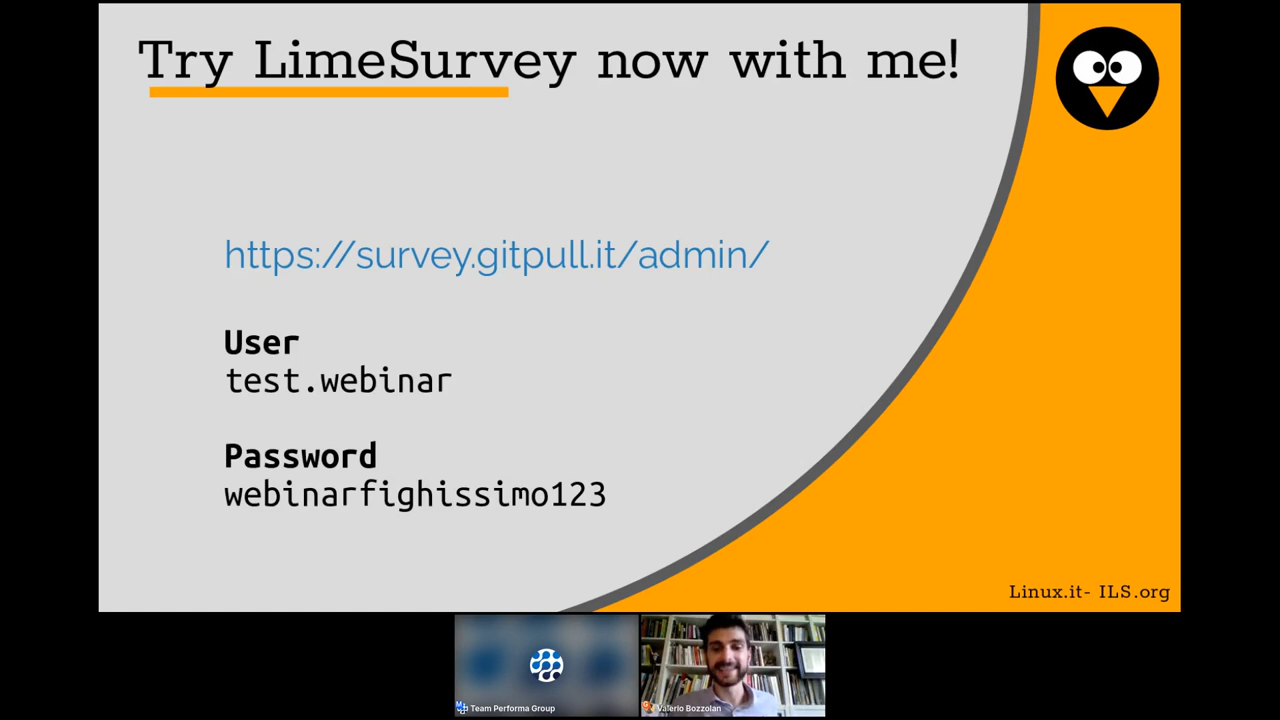 Try LimeSurvey now with me!
https://survey.gitpull.it/admin/
User
test.webinar
Password
webinarfighissimo123
Linux.it- ILS.org
Team Performa Group
Valerio Bozzolan